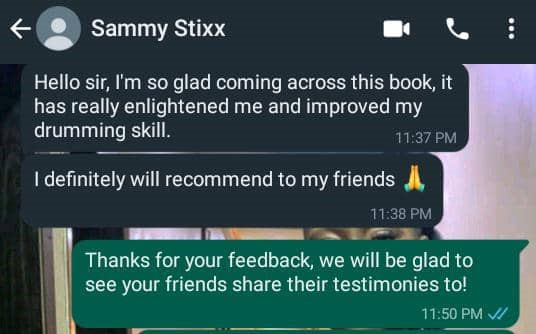 Sammy Stixx
Hello sir, I'm so glad coming across this book, it
has really enlightened me and improved my
drumming skill.
11:37 PM
I definitely will recommend to my friends 🙏
11:38 PM
Thanks for your feedback, we will be glad to
see your friends share their testimonies to!
11:50 PM